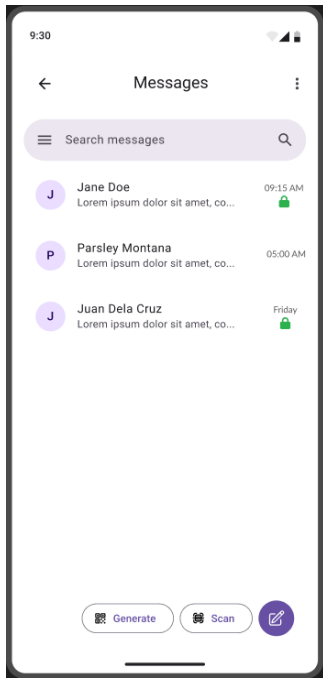 9:30
Messages
Search messages
J
Jane Doe
09:15 AM
Lorem ipsum dolor sit amet, co...
P
Parsley Montana
05:00 AM
Lorem ipsum dolor sit amet, co...
J
Juan Dela Cruz
Friday
Lorem ipsum dolor sit amet, co...
Generate
Scan